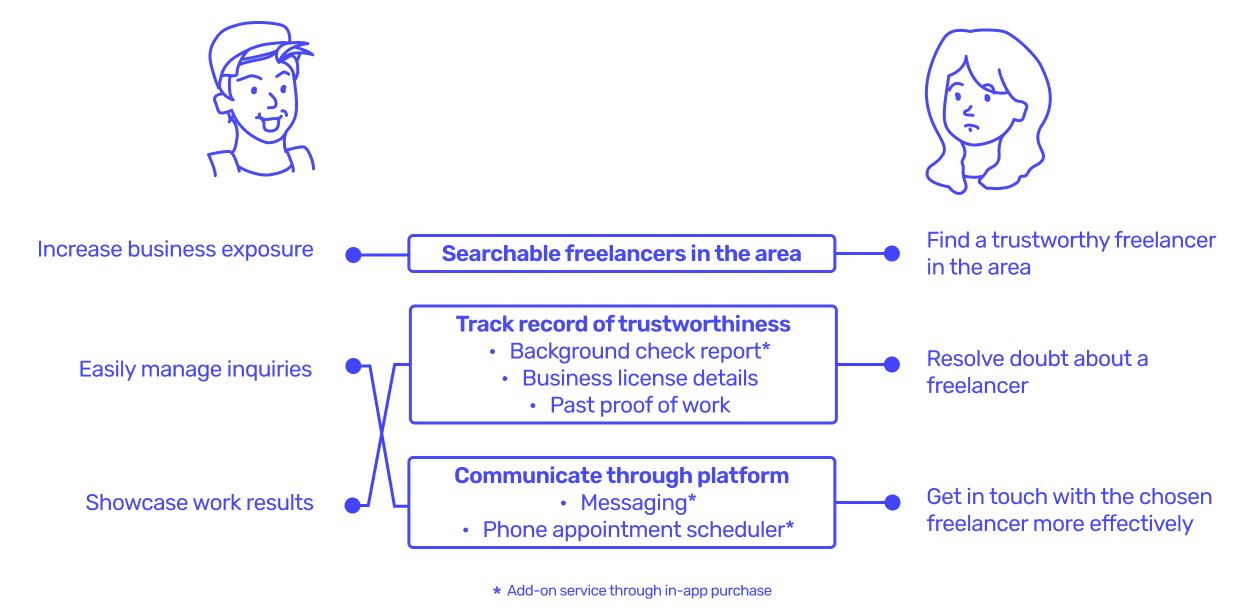 Increase business exposure
Searchable freelancers in the area
Find a trustworthy freelancer
in the area
Easily manage inquiries
Track record of trustworthiness
• Background check report*
• Business license details
• Past proof of work
Resolve doubt about a
freelancer
Showcase work results
Communicate through platform
• Messaging*
• Phone appointment scheduler*
Get in touch with the chosen
freelancer more effectively
* Add-on service through in-app purchase